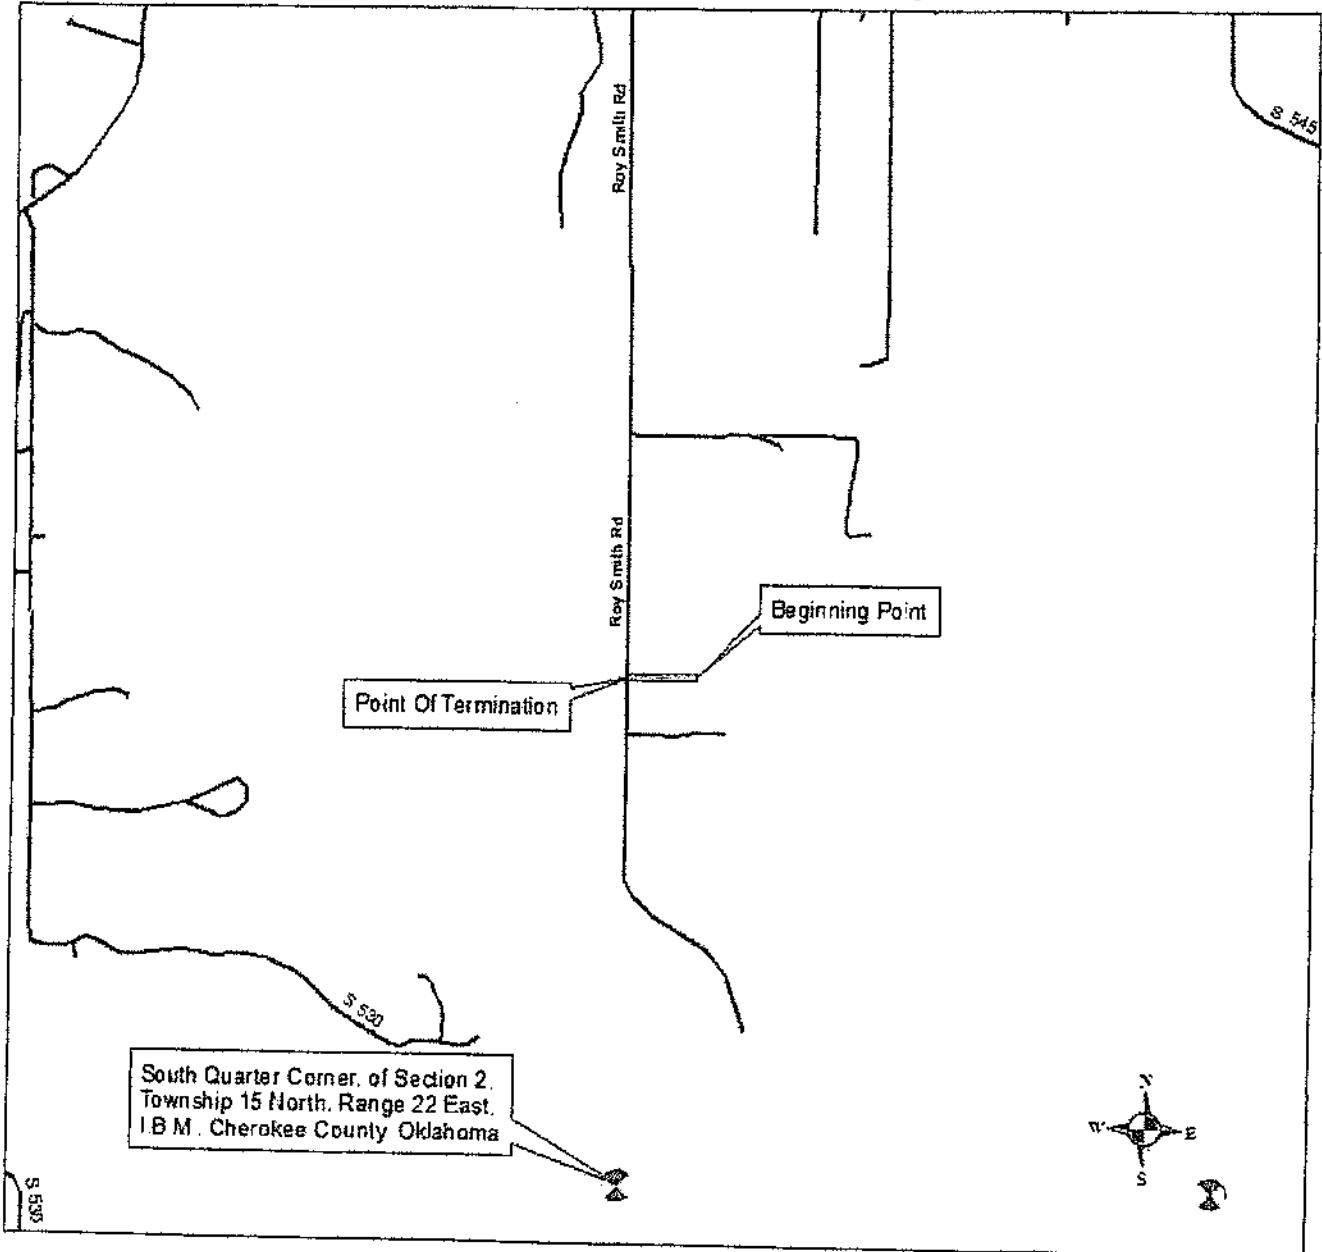 S 545
Roy Smith Rd
Roy Smith Rd
Beginning Point
Point Of Termination
S 530
South Quarter Corner, of Section 2,
Township 15 North, Range 22 East,
I.B.M. Cherokee County Oklahoma
N
W
E
S
S 530